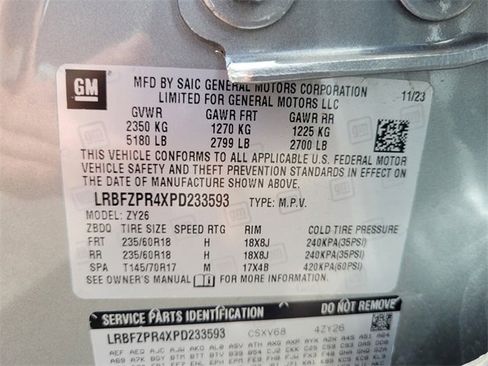 GM
MFD BY SAIC GENERAL MOTORS CORPORATION
LIMITED FOR GENERAL MOTORS LLC
11/23
GVWR GAWR FRT GAWR RR
2350 KG 1270 KG 1225 KG
5180 LB 2799 LB 2700 LB
THIS VEHICLE CONFORMS TO ALL APPLICABLE U.S. FEDERAL MOTOR
VEHICLE SAFETY AND THEFT PREVENTION STANDARDS IN EFFECT ON
THE DATE OF MANUFACTURE SHOWN ABOVE.
LRBFZPR4XPD233593 TYPE: M.P.V.
MODEL: ZY26
ZBDQ TIRE SIZE SPEED RTG RIM COLD TIRE PRESSURE
FRT 235/60R18 H 18X8J 240KPA(35PSI)
RR 235/60R18 H 18X8J 240KPA(35PSI)
SPA T145/70R17 M 17X4B 420KPA(60PSI)
SEE OWNER'S MANUAL
SERVICE PARTS IDENTIFICATION DO NOT REMOVE
LRBFZPR4XPD233593 CSXV68 4ZY26